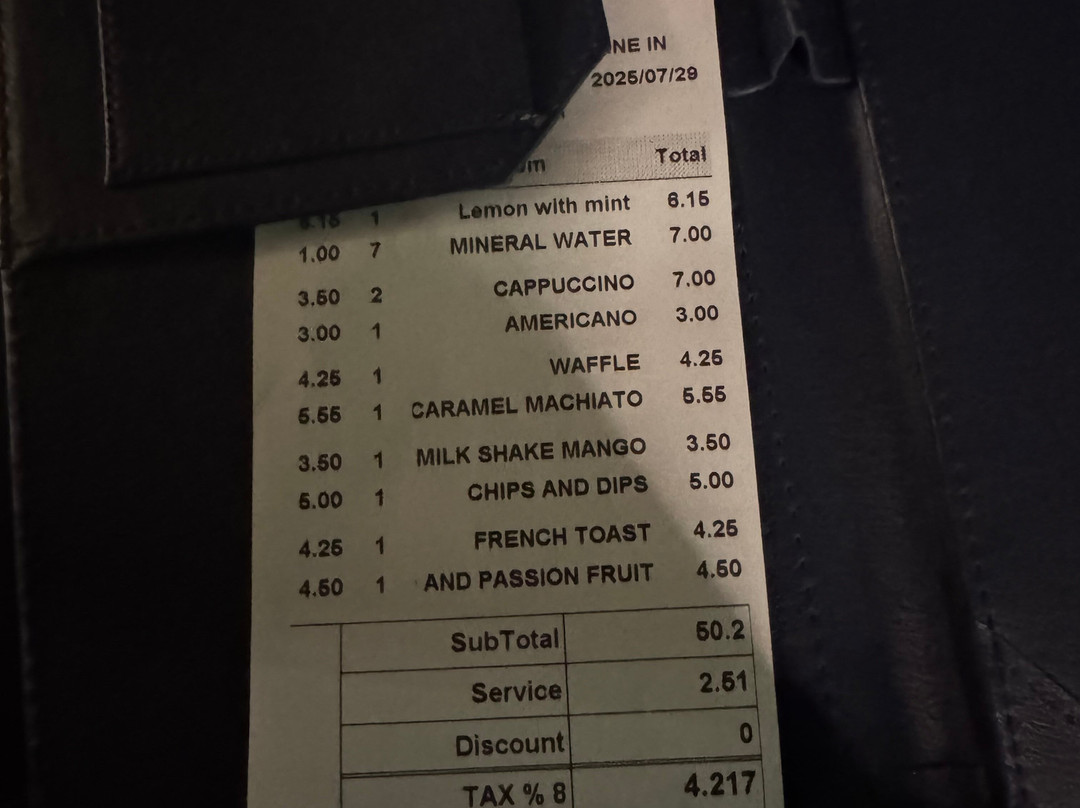 NE IN
2025/07/29
Total
6.15 1 Lemon with mint 6.15
1.00 7 MINERAL WATER 7.00
3.50 2 CAPPUCCINO 7.00
3.00 1 AMERICANO 3.00
4.25 1 WAFFLE 4.25
5.55 1 CARAMEL MACHIATO 5.55
3.50 1 MILK SHAKE MANGO 3.50
5.00 1 CHIPS AND DIPS 5.00
4.25 1 FRENCH TOAST 4.25
4.50 1 AND PASSION FRUIT 4.50
SubTotal 50.2
Service 2.51
Discount 0
TAX % 8 4.217